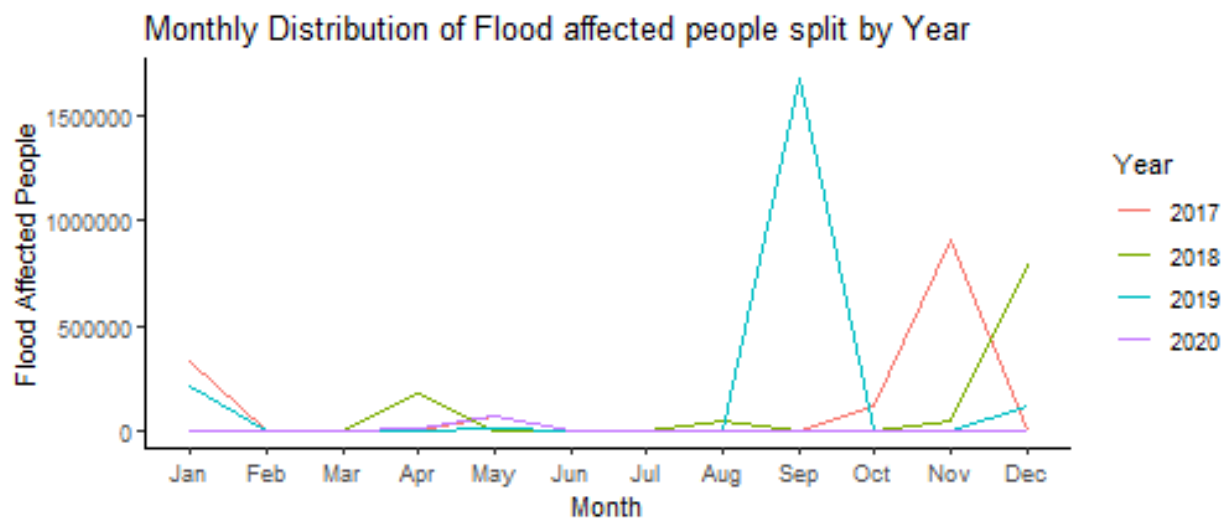 Monthly Distribution of Flood affected people split by Year
Flood Affected People
1500000
1000000
500000
0
Jan Feb Mar Apr May Jun Jul Aug Sep Oct Nov Dec
Month
Year
2017
2018
2019
2020